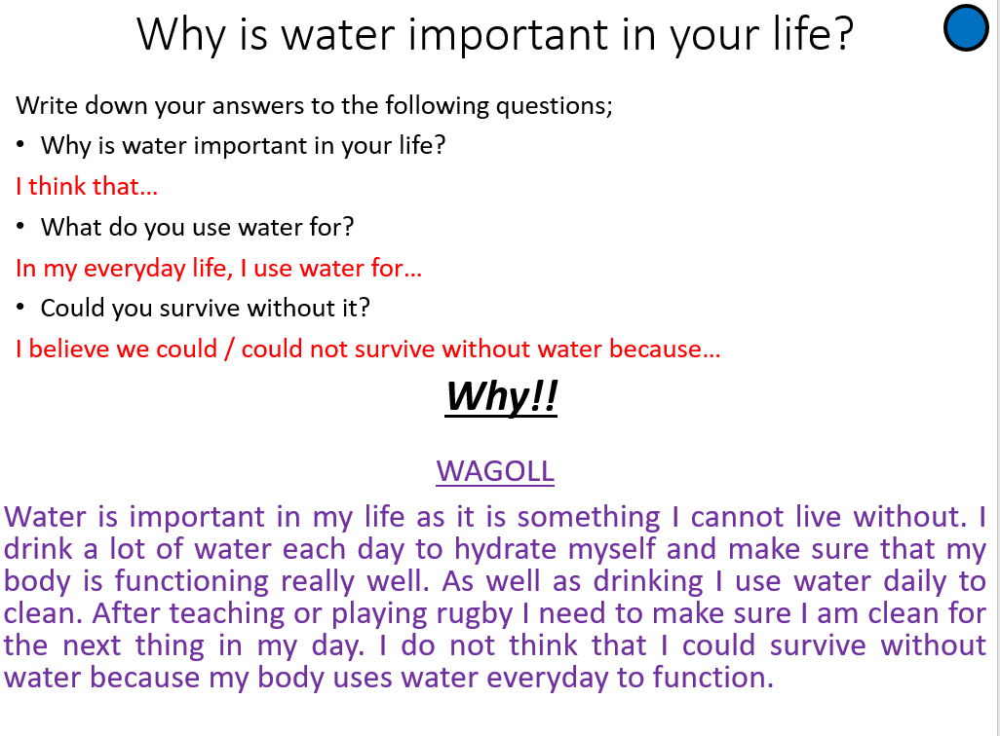 Why is water important in your life?
Write down your answers to the following questions;
• Why is water important in your life?
I think that...
• What do you use water for?
In my everyday life, I use water for...
• Could you survive without it?
I believe we could / could not survive without water because...
Why!!
WAGOLL
Water is important in my life as it is something I cannot live without. I
drink a lot of water each day to hydrate myself and make sure that my
body is functioning really well. As well as drinking I use water daily to
clean. After teaching or playing rugby I need to make sure I am clean for
the next thing in my day. I do not think that I could survive without
water because my body uses water everyday to function.